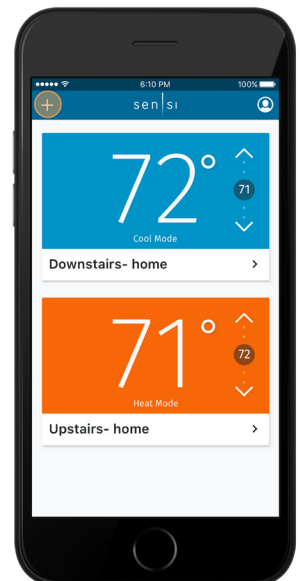 6:10 PM
100%
sensi
72°
71
Cool Mode
Downstairs- home
71°
72
Heat Mode
Upstairs- home